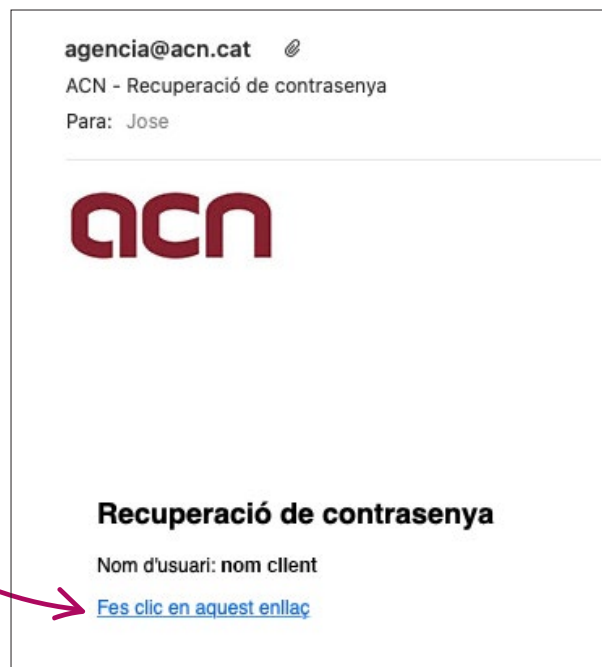 agencia@acn.cat
ACN - Recuperació de contrasenya
Para: Jose
acn
Recuperació de contrasenya
Nom d'usuari: nom cllent
Fes clic en aquest enllaç